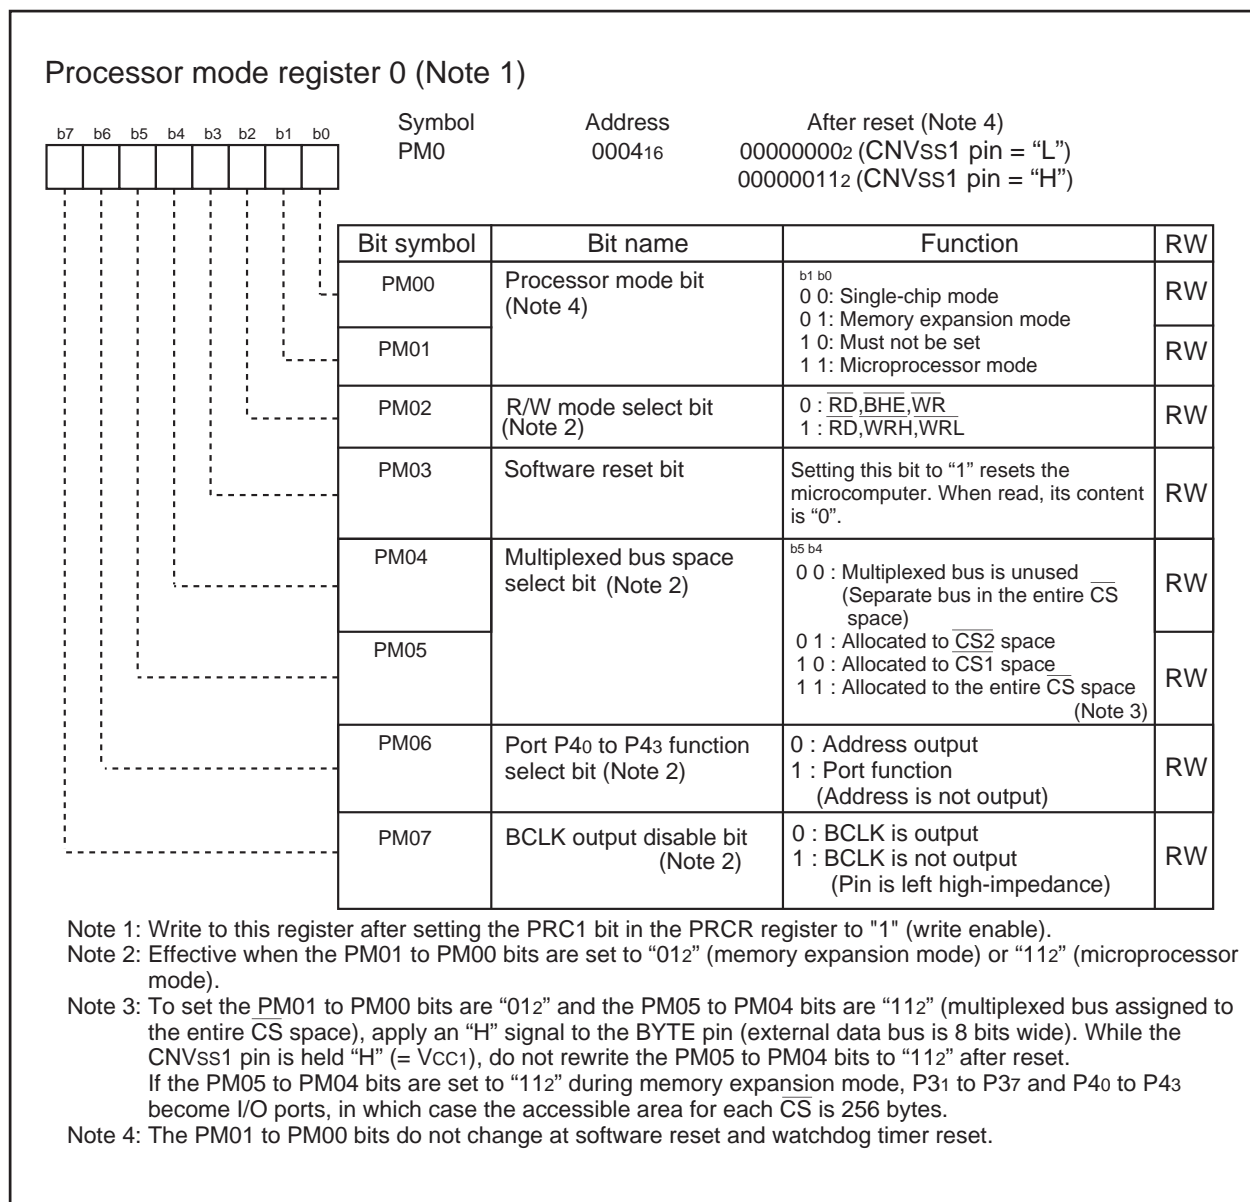 Processor mode register 0 (Note 1)
b7 b6 b5 b4 b3 b2 b1 b0
Symbol Address After reset (Note 4)
PM0 000416 000000002 (CNVSS1 pin = “L”)
000000112 (CNVSS1 pin = “H”)
Bit symbol Bit name Function RW
PM00 Processor mode bit (Note 4) RW
b1 b0
0 0: Single-chip mode
0 1: Memory expansion mode
1 0: Must not be set
1 1: Microprocessor mode
PM01 RW
PM02 R/W mode select bit (Note 2) RW
0 : RD,BHE,WR
1 : RD,WRH,WRL
PM03 Software reset bit RW
Setting this bit to “1” resets the
microcomputer. When read, its content
is “0”.
PM04 Multiplexed bus space
select bit (Note 2) RW
b5 b4
0 0 : Multiplexed bus is unused
(Separate bus in the entire CS
space)
0 1 : Allocated to CS2 space
1 0 : Allocated to CS1 space
1 1 : Allocated to the entire CS space
(Note 3)
PM05 RW
PM06 Port P40 to P43 function
select bit (Note 2) RW
0 : Address output
1 : Port function
(Address is not output)
PM07 BCLK output disable bit
(Note 2) RW
0 : BCLK is output
1 : BCLK is not output
(Pin is left high-impedance)
Note 1: Write to this register after setting the PRC1 bit in the PRCR register to "1" (write enable).
Note 2: Effective when the PM01 to PM00 bits are set to “012” (memory expansion mode) or “112” (microprocessor
mode).
Note 3: To set the PM01 to PM00 bits are “012” and the PM05 to PM04 bits are “112” (multiplexed bus assigned to
the entire CS space), apply an “H” signal to the BYTE pin (external data bus is 8 bits wide). While the
CNVSS1 pin is held “H” (= VCC1), do not rewrite the PM05 to PM04 bits to “112” after reset.
If the PM05 to PM04 bits are set to “112” during memory expansion mode, P31 to P37 and P40 to P43
become I/O ports, in which case the accessible area for each CS is 256 bytes.
Note 4: The PM01 to PM00 bits do not change at software reset and watchdog timer reset.